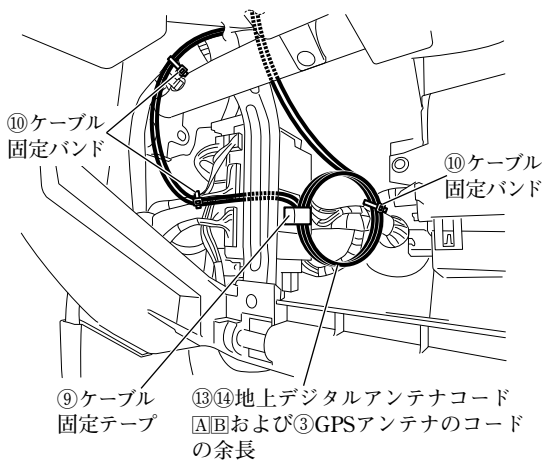 ⑩ケーブル
固定バンド
⑩ケーブル
固定バンド
⑨ケーブル
固定テープ
⑬⑭地上デジタルアンテナコード
🄰🄱および③GPSアンテナのコード
の余長